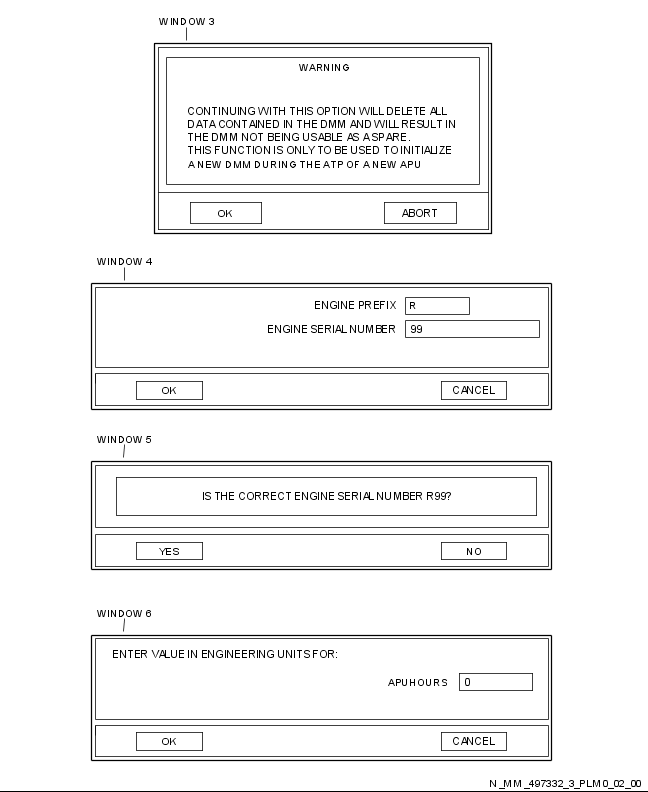 WINDOW 3
WARNING
CONTINUING WITH THIS OPTION WILL DELETE ALL
DATA CONTAINED IN THE DMM AND WILL RESULT IN
THE DMM NOT BEING USABLE AS A SPARE.
THIS FUNCTION IS ONLY TO BE USED TO INITIALIZE
A NEW DMM DURING THE ATP OF A NEW APU
OK
ABORT
WINDOW 4
ENGINE PREFIX R
ENGINE SERIAL NUMBER 99
OK
CANCEL
WINDOW 5
IS THE CORRECT ENGINE SERIAL NUMBER R99?
YES
NO
WINDOW 6
ENTER VALUE IN ENGINEERING UNITS FOR:
APU HOURS 0
OK
CANCEL
N_MM_497332_3_PLM0_02_00